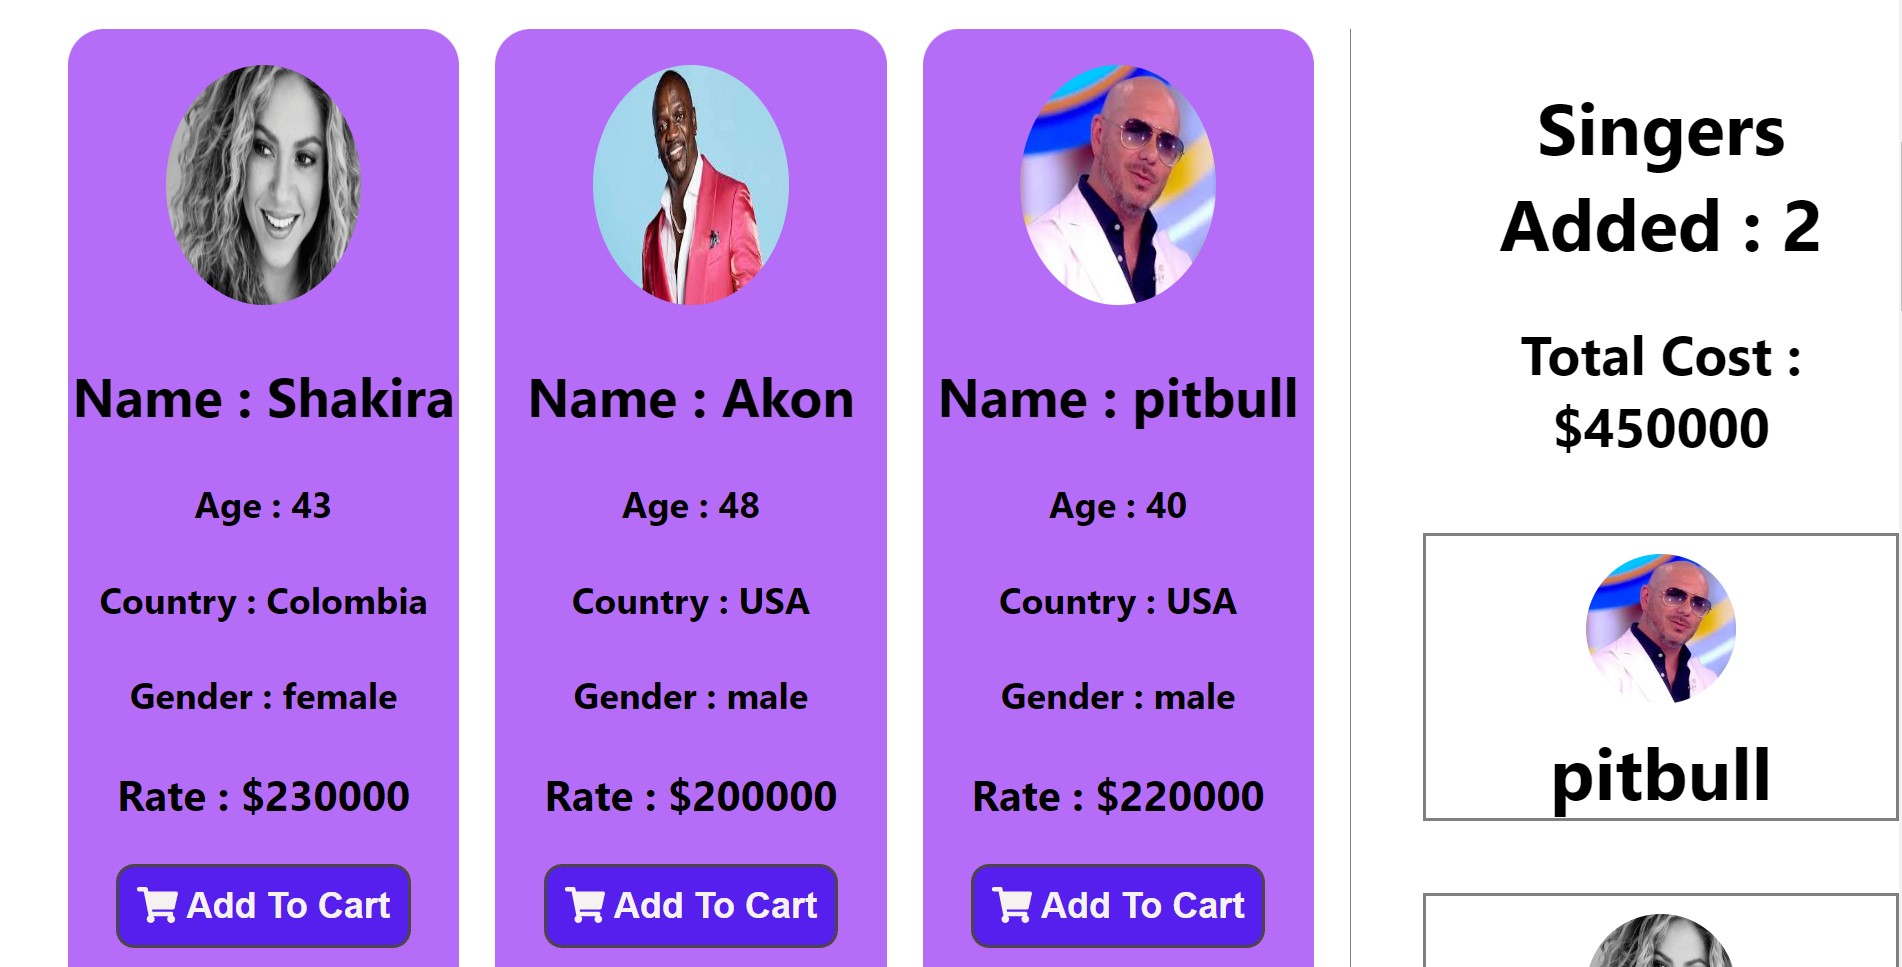 Name : Shakira
Age : 43
Country : Colombia
Gender : female
Rate : $230000
Add To Cart
Name : Akon
Age : 48
Country : USA
Gender : male
Rate : $200000
Add To Cart
Name : pitbull
Age : 40
Country : USA
Gender : male
Rate : $220000
Add To Cart
Singers
Added : 2
Total Cost :
$450000
pitbull